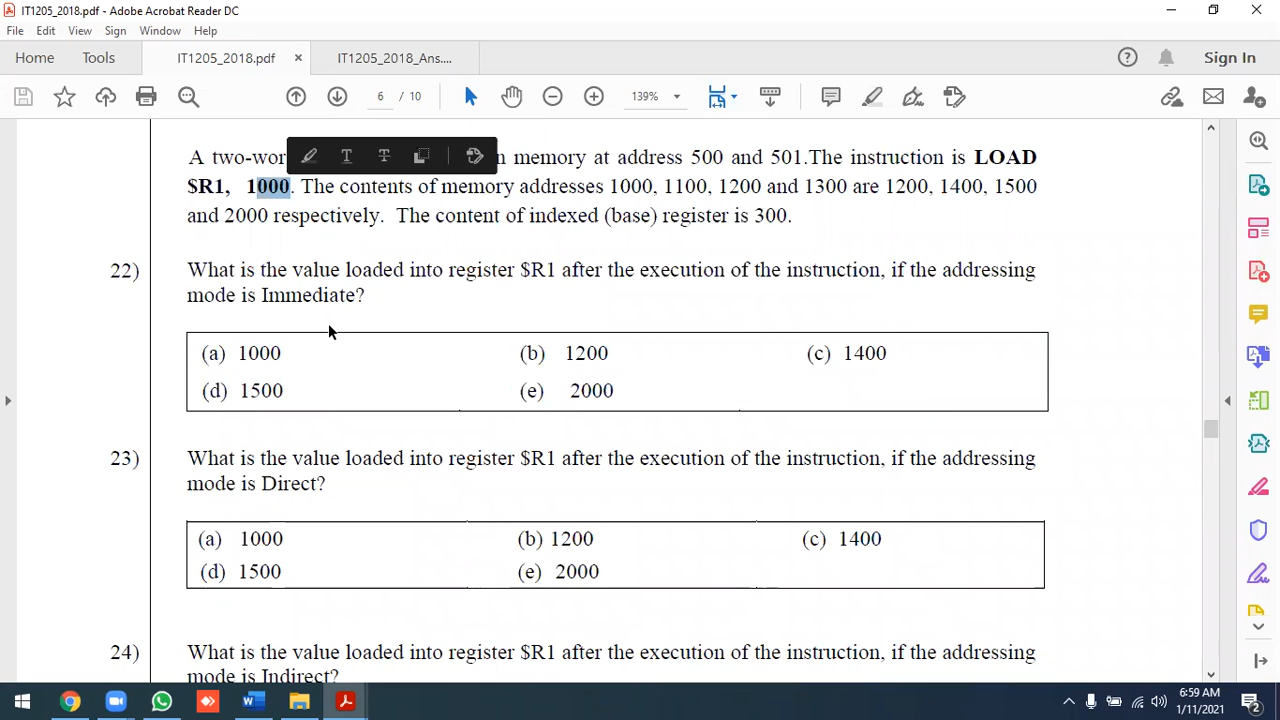 IT1205_2018.pdf - Adobe Acrobat Reader DC
File Edit View Sign Window Help
Home Tools IT1205_2018.pdf × IT1205_2018_Ans.... Sign In
6 / 10 139%
A two-wor n memory at address 500 and 501.The instruction is LOAD
$R1, 1000. The contents of memory addresses 1000, 1100, 1200 and 1300 are 1200, 1400, 1500
and 2000 respectively. The content of indexed (base) register is 300.
22) What is the value loaded into register $R1 after the execution of the instruction, if the addressing
mode is Immediate?
(a) 1000 (b) 1200 (c) 1400
(d) 1500 (e) 2000
23) What is the value loaded into register $R1 after the execution of the instruction, if the addressing
mode is Direct?
(a) 1000 (b) 1200 (c) 1400
(d) 1500 (e) 2000
24) What is the value loaded into register $R1 after the execution of the instruction, if the addressing
mode is Indirect?
6:59 AM
1/11/2021
2